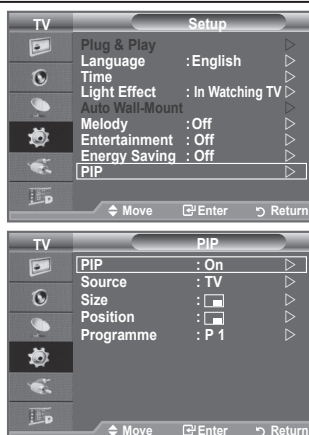 TV Setup
Plug & Play
Language : English
Time
Light Effect : In Watching TV
Auto Wall-Mount
Melody : Off
Entertainment : Off
Energy Saving : Off
PIP
Move Enter Return
TV PIP
PIP : On
Source : TV
Size :
Position :
Programme : P 1
Move Enter Return